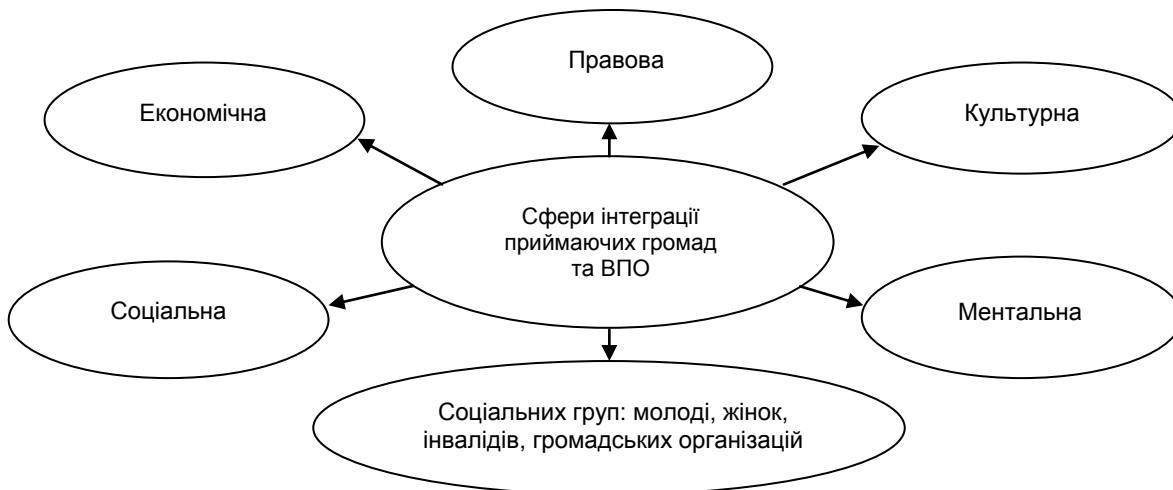 Правова
Економічна
Культурна
Сфери інтеграції
приймаючих громад
та ВПО
Соціальна
Ментальна
Соціальних груп: молоді, жінок,
інвалідів, громадських організацій